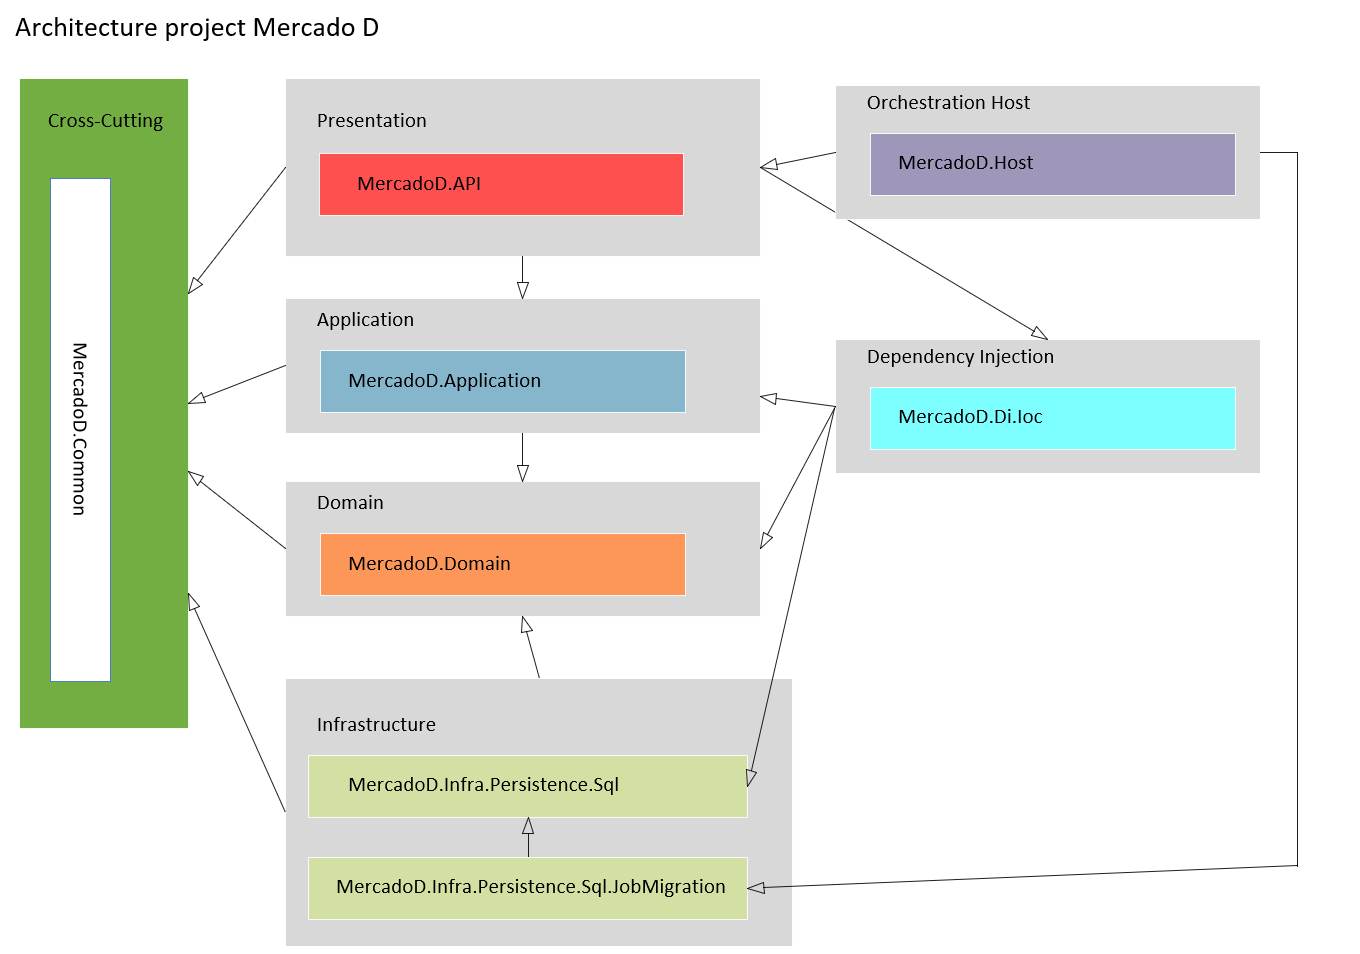 Architecture project Mercado D
Cross-Cutting
MercadoD.Common
Presentation
MercadoD.API
Application
MercadoD.Application
Domain
MercadoD.Domain
Infrastructure
MercadoD.Infra.Persistence.Sql
MercadoD.Infra.Persistence.Sql.JobMigration
Orchestration Host
MercadoD.Host
Dependency Injection
MercadoD.Di.Ioc